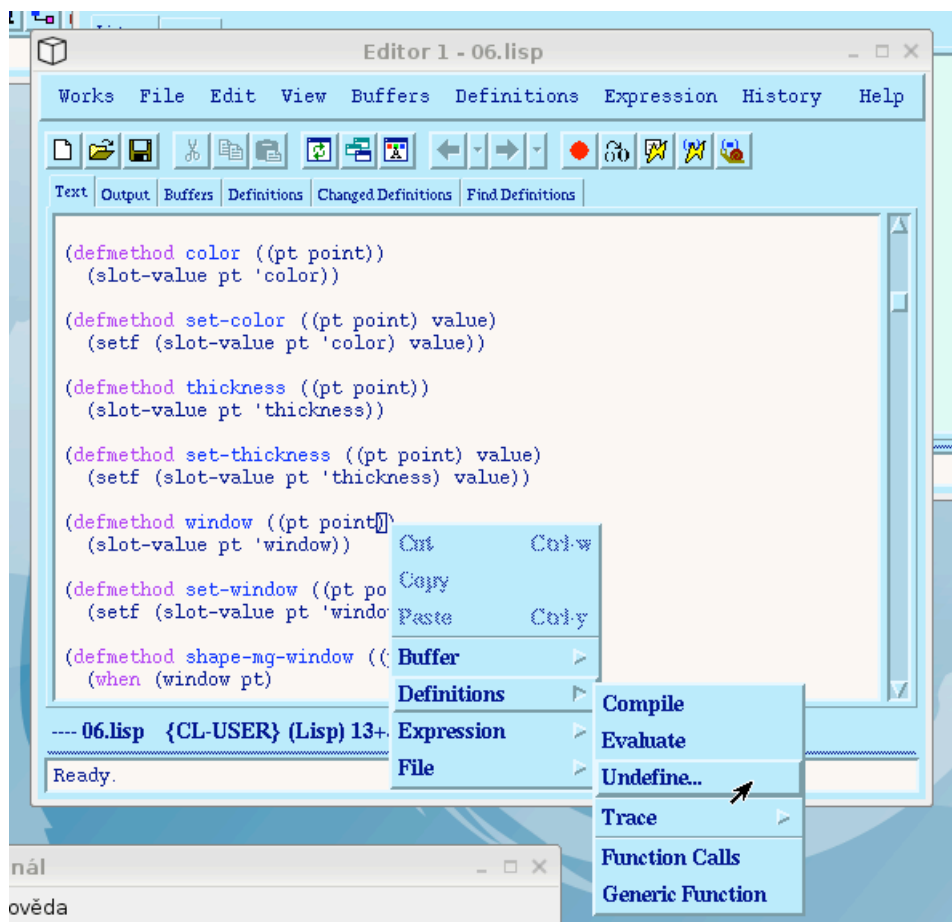 Editor 1 - 06.lisp
Works File Edit View Buffers Definitions Expression History Help
Text Output Buffers Definitions Changed Definitions Find Definitions
(defmethod color ((pt point))
(slot-value pt 'color))
(defmethod set-color ((pt point) value)
(setf (slot-value pt 'color) value))
(defmethod thickness ((pt point))
(slot-value pt 'thickness))
(defmethod set-thickness ((pt point) value)
(setf (slot-value pt 'thickness) value))
(defmethod window ((pt point))
(slot-value pt 'window))
(defmethod set-window ((pt po
(setf (slot-value pt 'windo
(defmethod shape-mg-window ((
(when (window pt)
Cut Ctrl-w
Copy
Paste Ctrl-y
Buffer
Definitions
Expression
File
Compile
Evaluate
Undefine...
Trace
Function Calls
Generic Function
---- 06.lisp {CL-USER} (Lisp) 13+
Ready.
nál
ověda